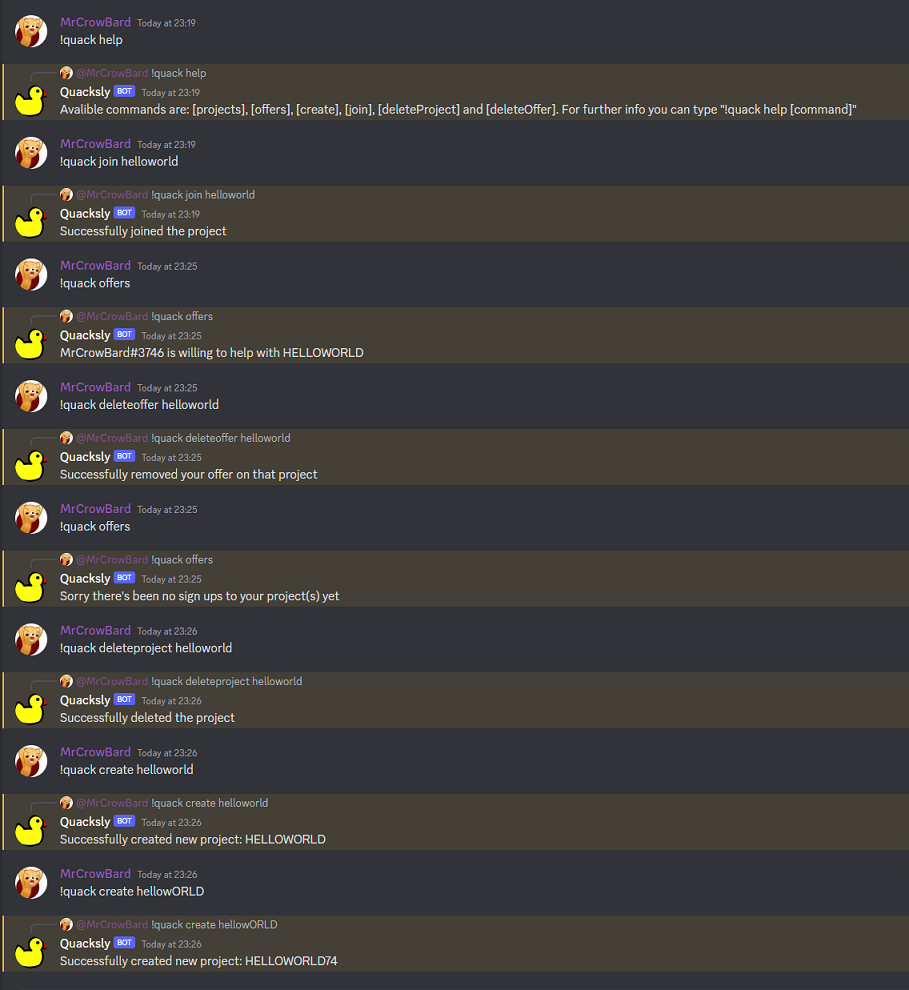 MrCrowBard Today at 23:19
!quack help
@MrCrowBard !quack help
Quacksly BOT Today at 23:19
Avalible commands are: [projects], [offers], [create], [join], [deleteProject] and [deleteOffer]. For further info you can type "!quack help [command]"
MrCrowBard Today at 23:19
!quack join helloworld
@MrCrowBard !quack join helloworld
Quacksly BOT Today at 23:19
Successfully joined the project
MrCrowBard Today at 23:25
!quack offers
@MrCrowBard !quack offers
Quacksly BOT Today at 23:25
MrCrowBard#3746 is willing to help with HELLOWORLD
MrCrowBard Today at 23:25
!quack deleteoffer helloworld
@MrCrowBard !quack deleteoffer helloworld
Quacksly BOT Today at 23:25
Successfully removed your offer on that project
MrCrowBard Today at 23:25
!quack offers
@MrCrowBard !quack offers
Quacksly BOT Today at 23:25
Sorry there's been no sign ups to your project(s) yet
MrCrowBard Today at 23:26
!quack deleteproject helloworld
@MrCrowBard !quack deleteproject helloworld
Quacksly BOT Today at 23:26
Successfully deleted the project
MrCrowBard Today at 23:26
!quack create helloworld
@MrCrowBard !quack create helloworld
Quacksly BOT Today at 23:26
Successfully created new project: HELLOWORLD
MrCrowBard Today at 23:26
!quack create hellowORLD
@MrCrowBard !quack create hellowORLD
Quacksly BOT Today at 23:26
Successfully created new project: HELLOWORLD74